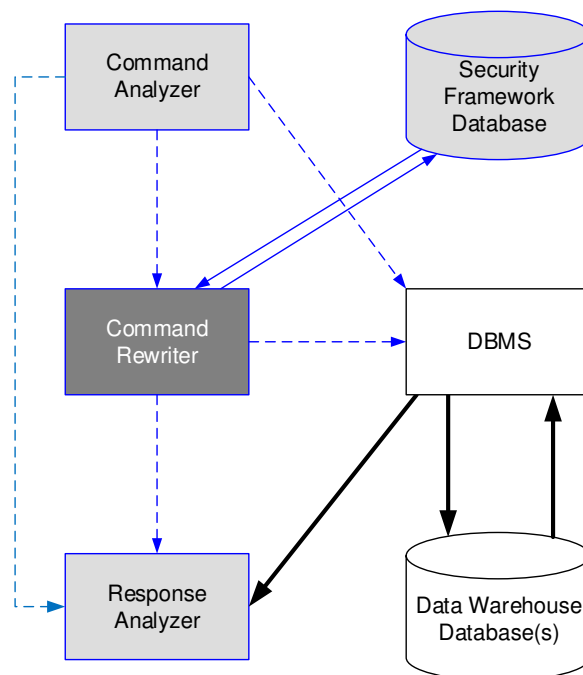 Command
Analyzer
Security
Framework
Database
Command
Rewriter
DBMS
Response
Analyzer
Data Warehouse
Database(s)